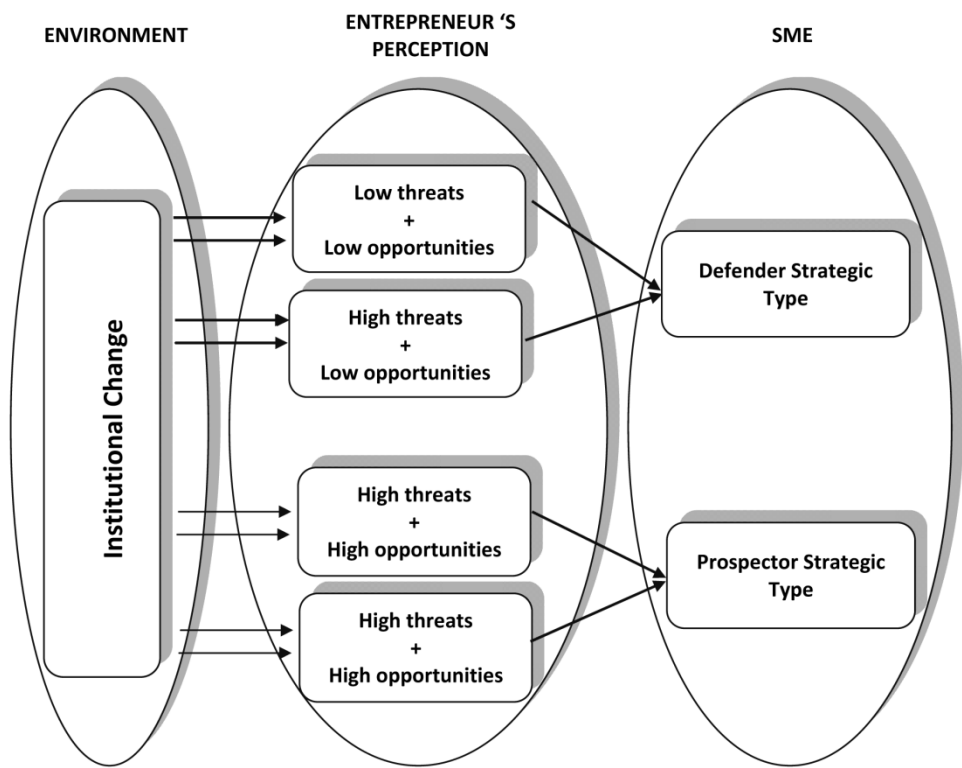 ENVIRONMENT
ENTREPRENEUR ‘S
PERCEPTION
SME
Institutional Change
Low threats
+
Low opportunities
High threats
+
Low opportunities
High threats
+
High opportunities
High threats
+
High opportunities
Defender Strategic
Type
Prospector Strategic
Type